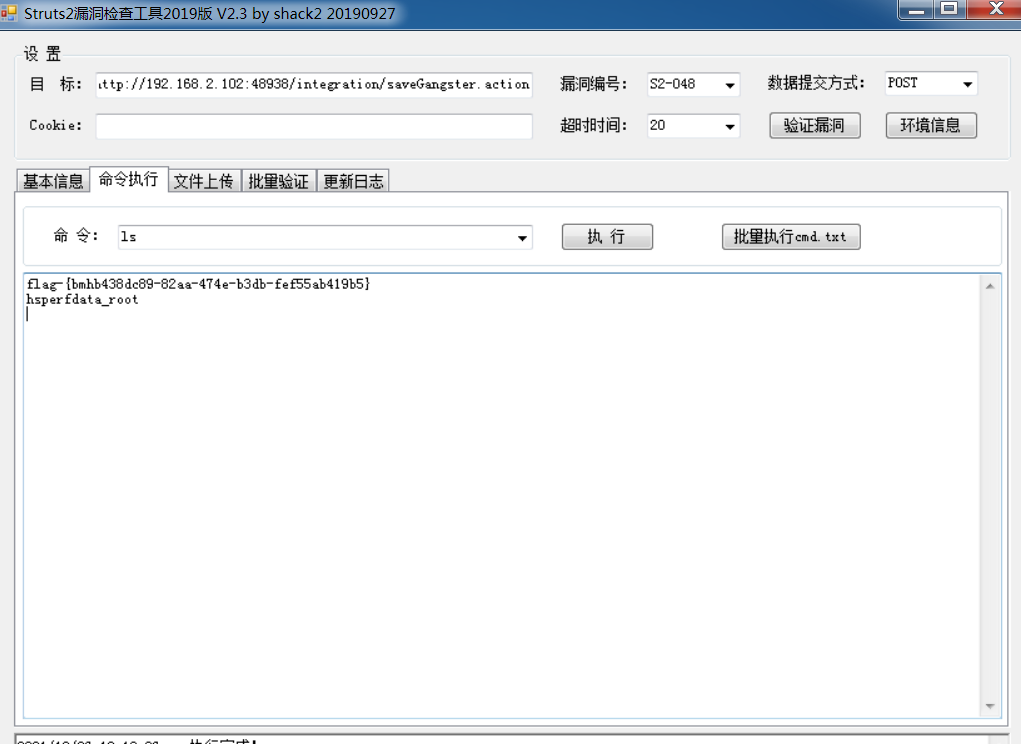 Struts2漏洞检查工具2019版 V2.3 by shack2 20190927
设 置
目 标: ttp://192.168.2.102:48938/integration/saveGangster.action 漏洞编号: S2-048 数据提交方式: POST
Cookie: 超时时间: 20 验证漏洞 环境信息
基本信息 命令执行 文件上传 批量验证 更新日志
命 令: ls 执 行 批量执行cmd.txt
flag-{bmhb438dc89-82aa-474e-b3db-fef55ab419b5}
hsperfdata_root
执行完成!